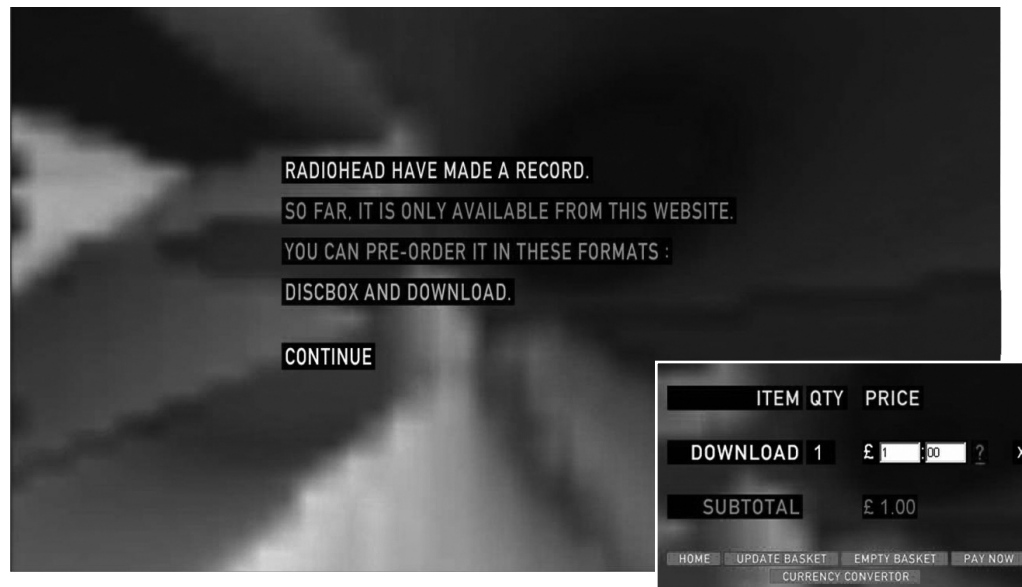 RADIOHEAD HAVE MADE A RECORD.
SO FAR, IT IS ONLY AVAILABLE FROM THIS WEBSITE.
YOU CAN PRE-ORDER IT IN THESE FORMATS :
DISCBOX AND DOWNLOAD.
CONTINUE
ITEM QTY PRICE
DOWNLOAD 1 £ 1 : 00 ? X
SUBTOTAL £ 1.00
HOME UPDATE BASKET EMPTY BASKET PAY NOW
CURRENCY CONVERTOR